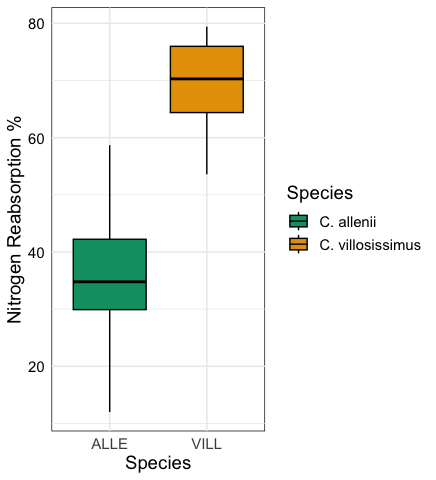 Nitrogen Reabsorption %
80
60
40
20
ALLE VILL
Species
Species
C. allenii
C. villosissimus